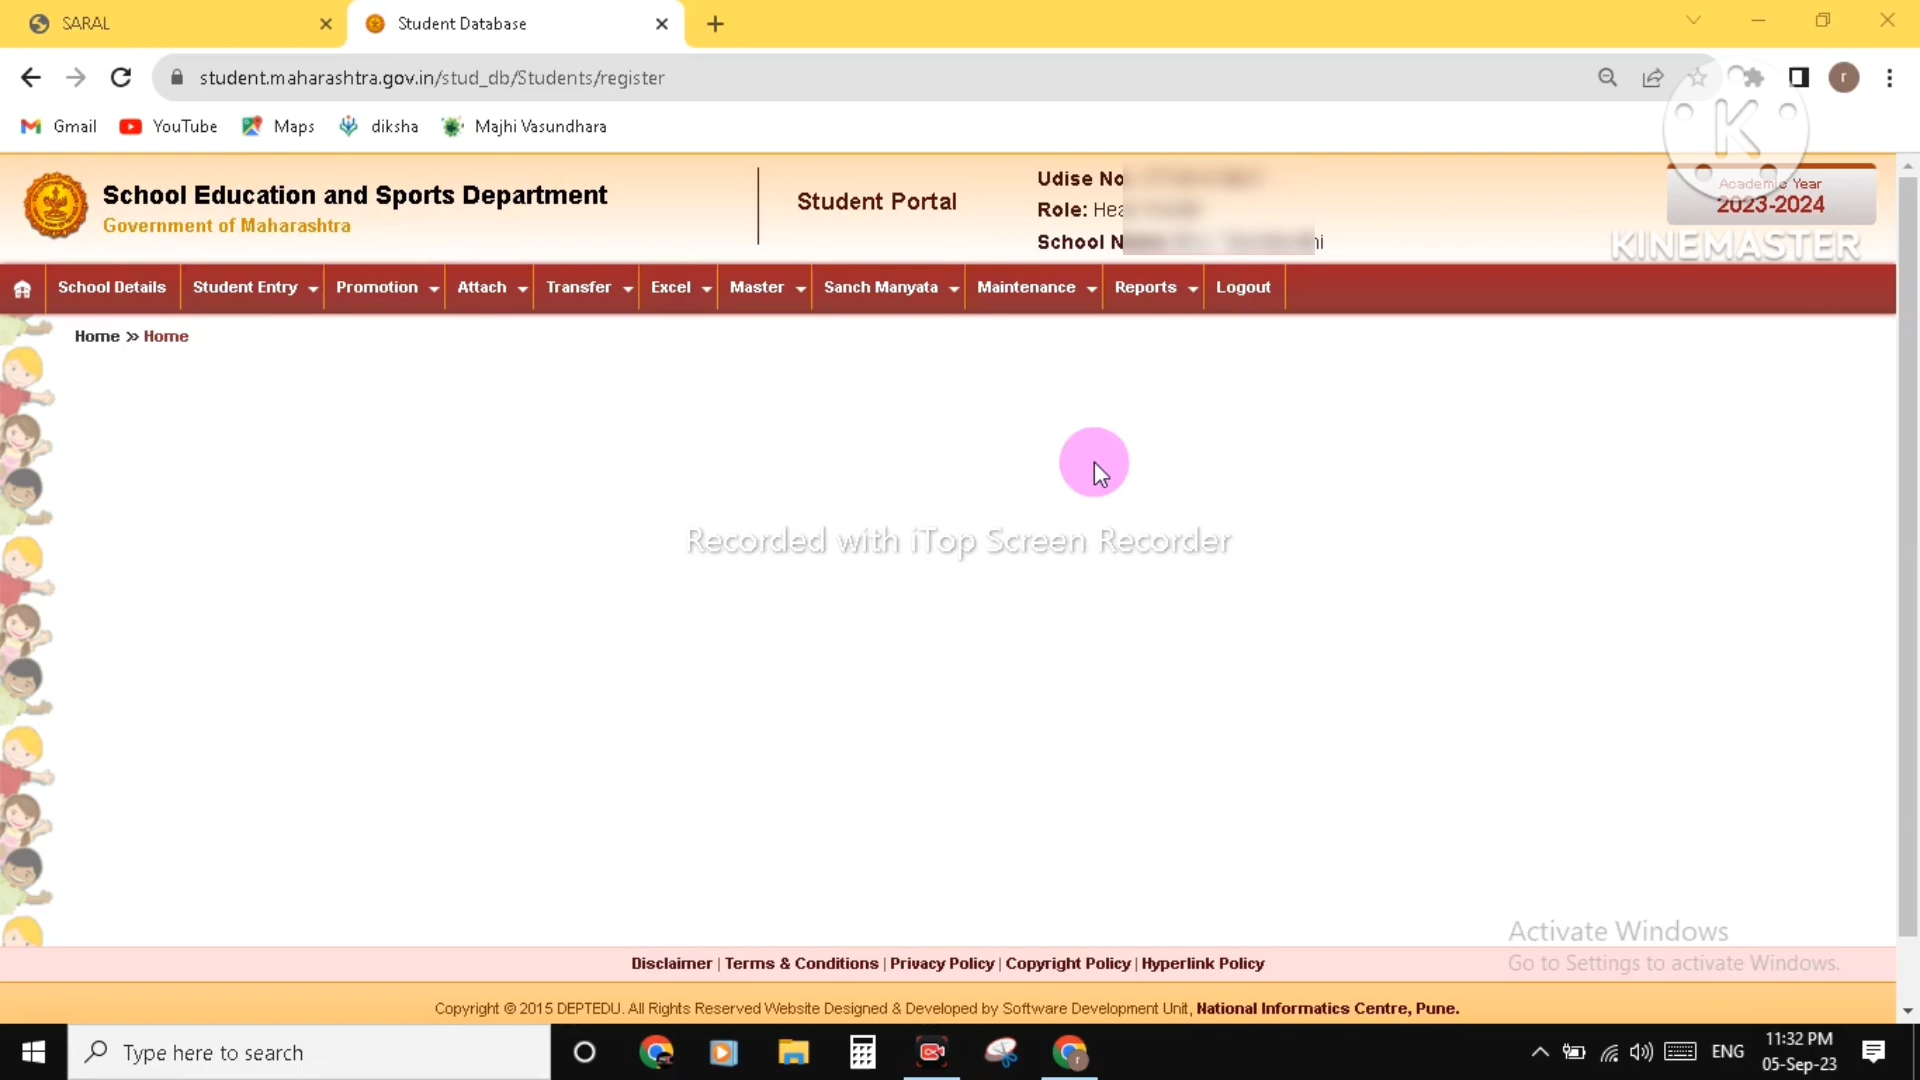 SARAL
Student Database
student.maharashtra.gov.in/stud_db/Students/register
r
Gmail YouTube Maps diksha Majhi Vasundhara
K
School Education and Sports Department
Government of Maharashtra
Student Portal
Udise No
Role:
School
Academic Year
2023-2024
KINEMASTER
School Details Student Entry Promotion Attach Transfer Excel Master Sanch Manyata Maintenance Reports Logout
Home » Home
Recorded with iTop Screen Recorder
Activate Windows
Go to Settings to activate Windows.
Disclaimer | Terms & Conditions | Privacy Policy | Copyright Policy | Hyperlink Policy
Copyright © 2015 DEPTEDU. All Rights Reserved Website Designed & Developed by Software Development Unit, National Informatics Centre, Pune.
Type here to search
ENG
11:32 PM
05-Sep-23